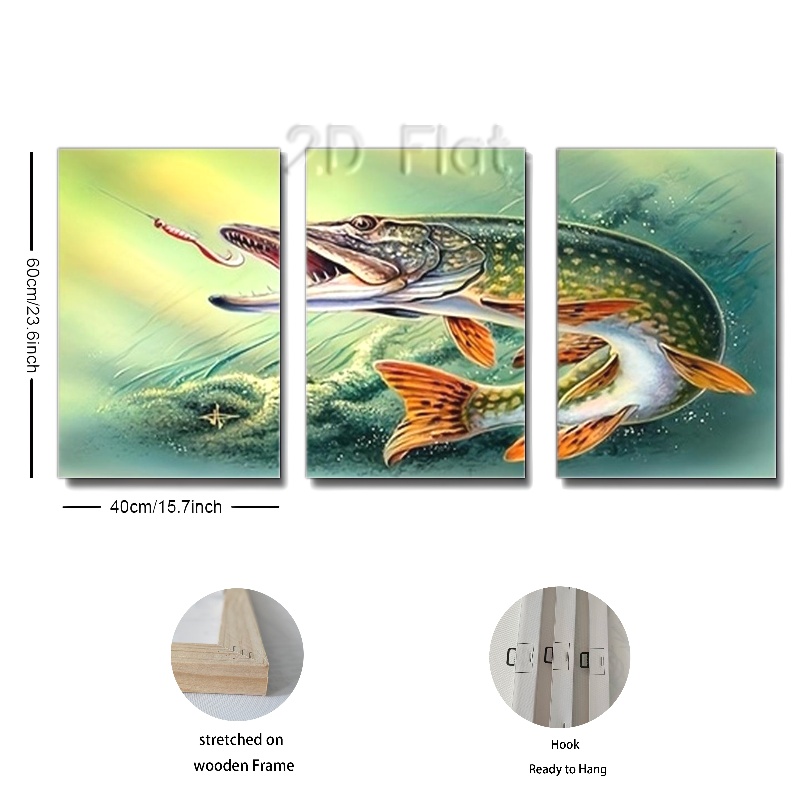 2D Flat
60cm/23.6inch
40cm/15.7inch
stretched on
wooden Frame
Hook
Ready to Hang